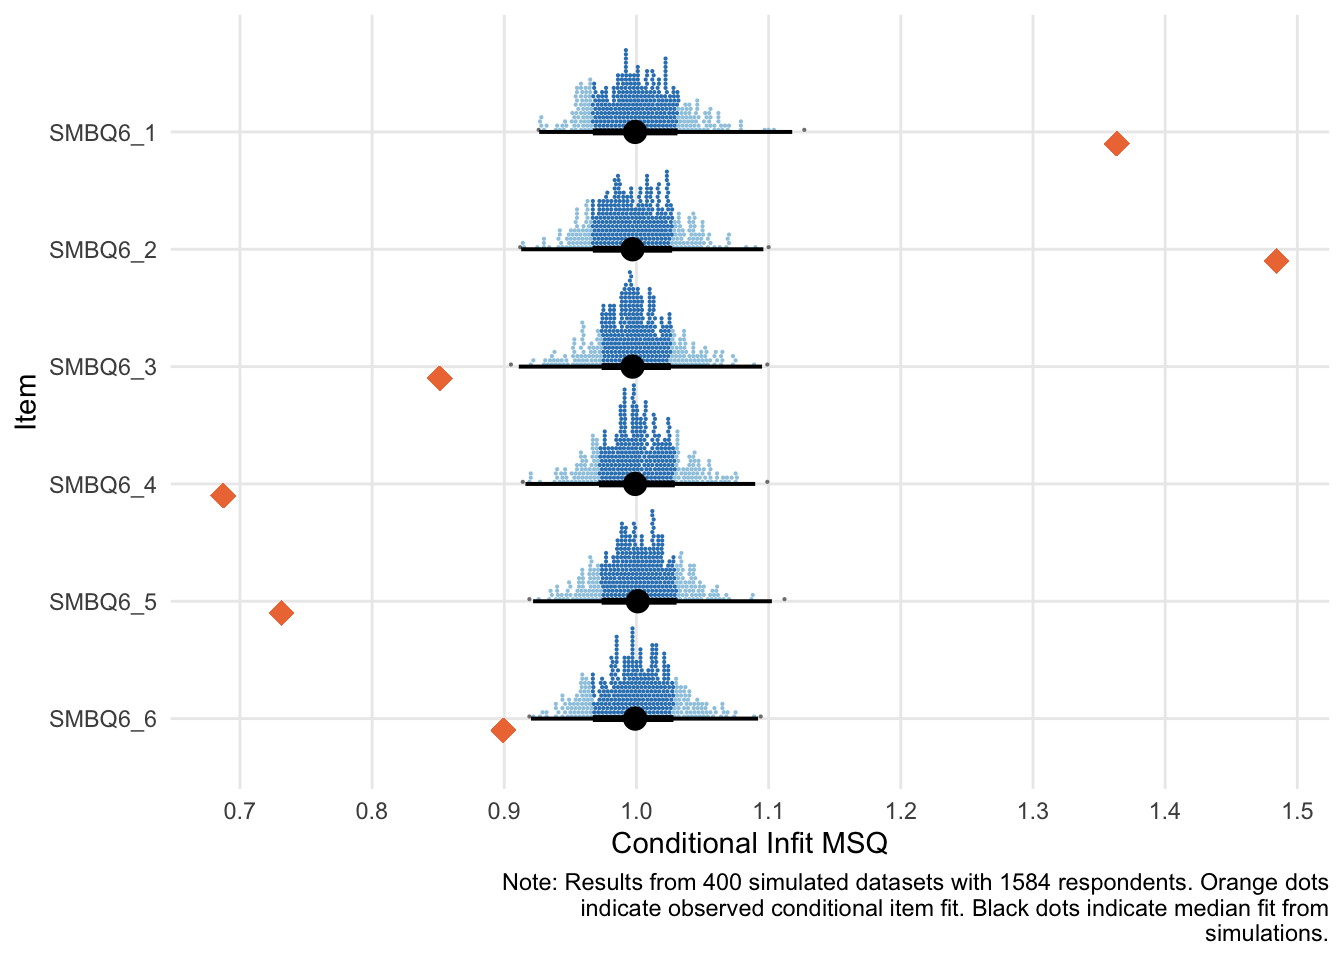 SMBQ6_1
SMBQ6_2
SMBQ6_3
SMBQ6_4
SMBQ6_5
SMBQ6_6
Item
0.7 0.8 0.9 1.0 1.1 1.2 1.3 1.4 1.5
Conditional Infit MSQ
Note: Results from 400 simulated datasets with 1584 respondents. Orange dots
indicate observed conditional item fit. Black dots indicate median fit from
simulations.